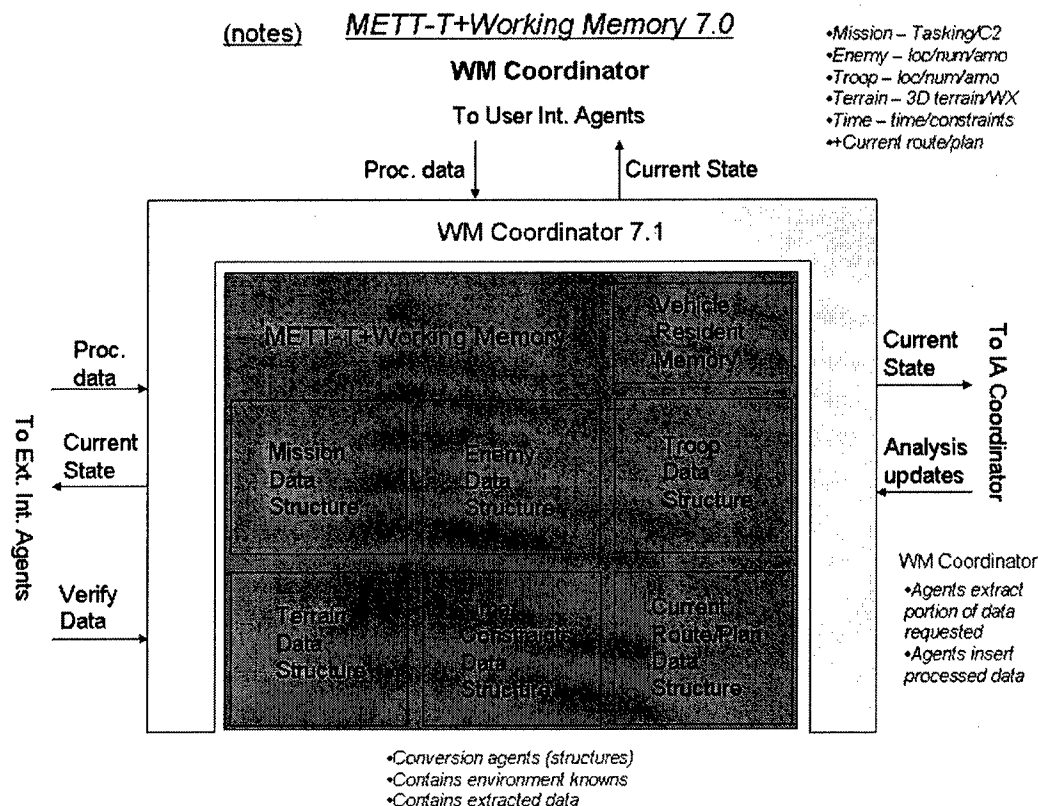 (notes) METT-T+Working Memory 7.0
WM Coordinator
•Mission – Tasking/C2
•Enemy – loc/num/amo
•Troop – loc/num/amo
•Terrain – 3D terrain/WX
•Time – time/constraints
•+Current route/plan
To User Int. Agents
Proc. data
Current State
WM Coordinator 7.1
METT-T+Working Memory
Vehicle
Resident
Memory
Proc.
data
Current
State
Verify
Data
To Ext. Int. Agents
Mission
Data
Structure
Enemy
Data
Structure
Troop
Data
Structure
Terrain
Data
Structure
Constraints
Data
Structure
Current
Route/Plan
Data
Structure
Current
State
Analysis
updates
To IA Coordinator
WM Coordinator
•Agents extract
portion of data
requested
•Agents insert
processed data
•Conversion agents (structures)
•Contains environment knowns
•Contains extracted data